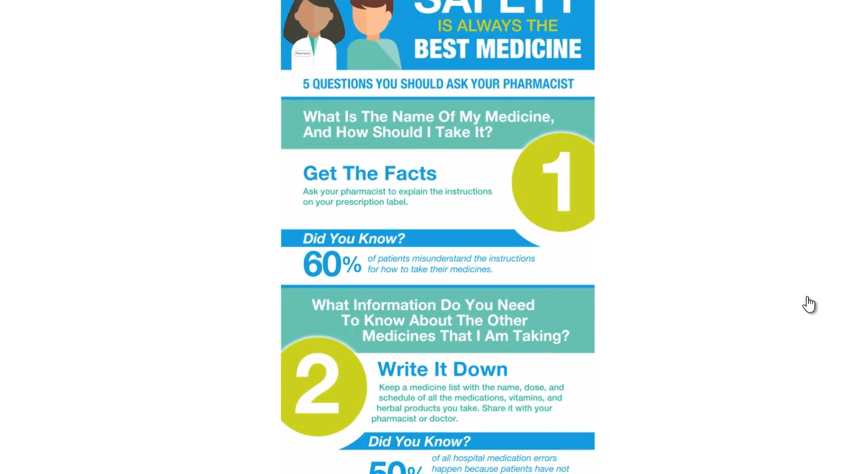 SAFETY
IS ALWAYS THE
BEST MEDICINE
Pharmacist
5 QUESTIONS YOU SHOULD ASK YOUR PHARMACIST
What Is The Name Of My Medicine,
And How Should I Take It?
1
Get The Facts
Ask your pharmacist to explain the instructions
on your prescription label.
Did You Know?
60% of patients misunderstand the instructions
for how to take their medicines.
What Information Do You Need
To Know About The Other
Medicines That I Am Taking?
2
Write It Down
Keep a medicine list with the name, dose, and
schedule of all the medications, vitamins, and
herbal products you take. Share it with your
pharmacist or doctor.
Did You Know?
50% of all hospital medication errors
happen because patients have not